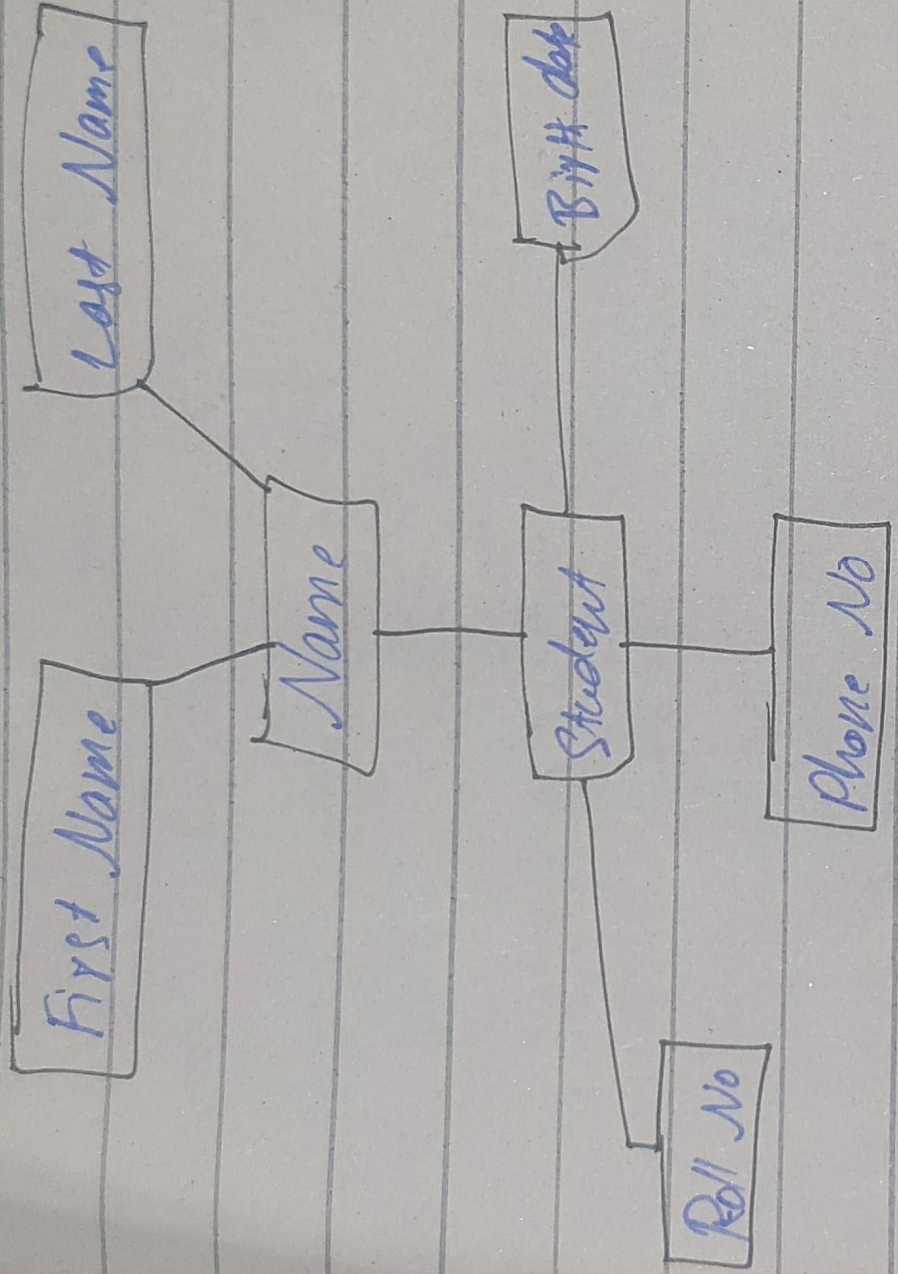 First Name
Last Name
Name
Student
Birth date
Roll No
Phone No